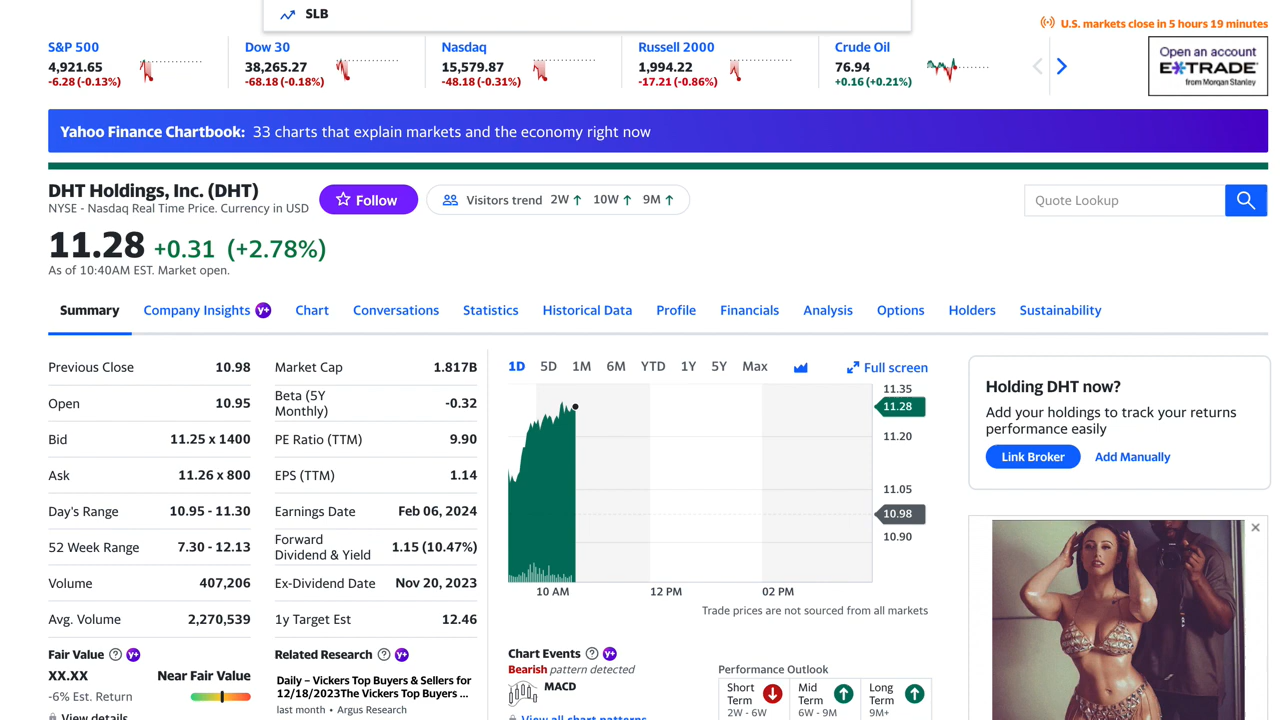 SLB
U.S. markets close in 5 hours 19 minutes
S&P 500
4,921.65
-6.28 (-0.13%)
Dow 30
38,265.27
-68.18 (-0.18%)
Nasdaq
15,579.87
-48.18 (-0.31%)
Russell 2000
1,994.22
-17.21 (-0.86%)
Crude Oil
76.94
+0.16 (+0.21%)
Open an account
E*TRADE
from Morgan Stanley
Yahoo Finance Chartbook: 33 charts that explain markets and the economy right now
DHT Holdings, Inc. (DHT)
NYSE - Nasdaq Real Time Price. Currency in USD
Follow
Visitors trend 2W 10W 9M
Quote Lookup
11.28 +0.31 (+2.78%)
As of 10:40AM EST. Market open.
Summary Company Insights y+ Chart Conversations Statistics Historical Data Profile Financials Analysis Options Holders Sustainability
Previous Close 10.98
Open 10.95
Bid 11.25 x 1400
Ask 11.26 x 800
Day's Range 10.95 - 11.30
52 Week Range 7.30 - 12.13
Volume 407,206
Avg. Volume 2,270,539
Market Cap 1.817B
Beta (5Y
Monthly) -0.32
PE Ratio (TTM) 9.90
EPS (TTM) 1.14
Earnings Date Feb 06, 2024
Forward
Dividend & Yield 1.15 (10.47%)
Ex-Dividend Date Nov 20, 2023
1y Target Est 12.46
1D 5D 1M 6M YTD 1Y 5Y Max Full screen
11.35
11.28
11.20
11.05
10.98
10.90
10 AM 12 PM 02 PM
Trade prices are not sourced from all markets
Holding DHT now?
Add your holdings to track your returns
performance easily
Link Broker Add Manually
Fair Value ? y+
XX.XX Near Fair Value
-6% Est. Return
View details
Related Research ? y+
Daily – Vickers Top Buyers & Sellers for
12/18/2023The Vickers Top Buyers ...
last month • Argus Research
Chart Events ? y+
Bearish pattern detected
MACD
View all chart patterns
Performance Outlook
Short
Term
2W - 6W
Mid
Term
6W - 9M
Long
Term
9M+